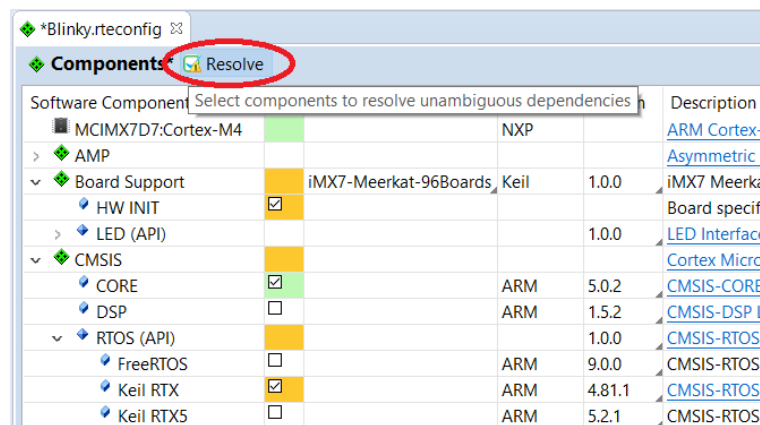 *Blinky.rteconfig
Components* Resolve
Software Component Select components to resolve unambiguous dependencies n Description
MCIMX7D7:Cortex-M4 NXP ARM Cortex-
AMP Asymmetric
Board Support iMX7-Meerkat-96Boards Keil 1.0.0 iMX7 Meerka
HW INIT Board specif
LED (API) 1.0.0 LED Interface
CMSIS Cortex Micro
CORE ARM 5.0.2 CMSIS-CORE
DSP ARM 1.5.2 CMSIS-DSP L
RTOS (API) 1.0.0 CMSIS-RTOS
FreeRTOS ARM 9.0.0 CMSIS-RTOS
Keil RTX ARM 4.81.1 CMSIS-RTOS
Keil RTX5 ARM 5.2.1 CMSIS-RTOS